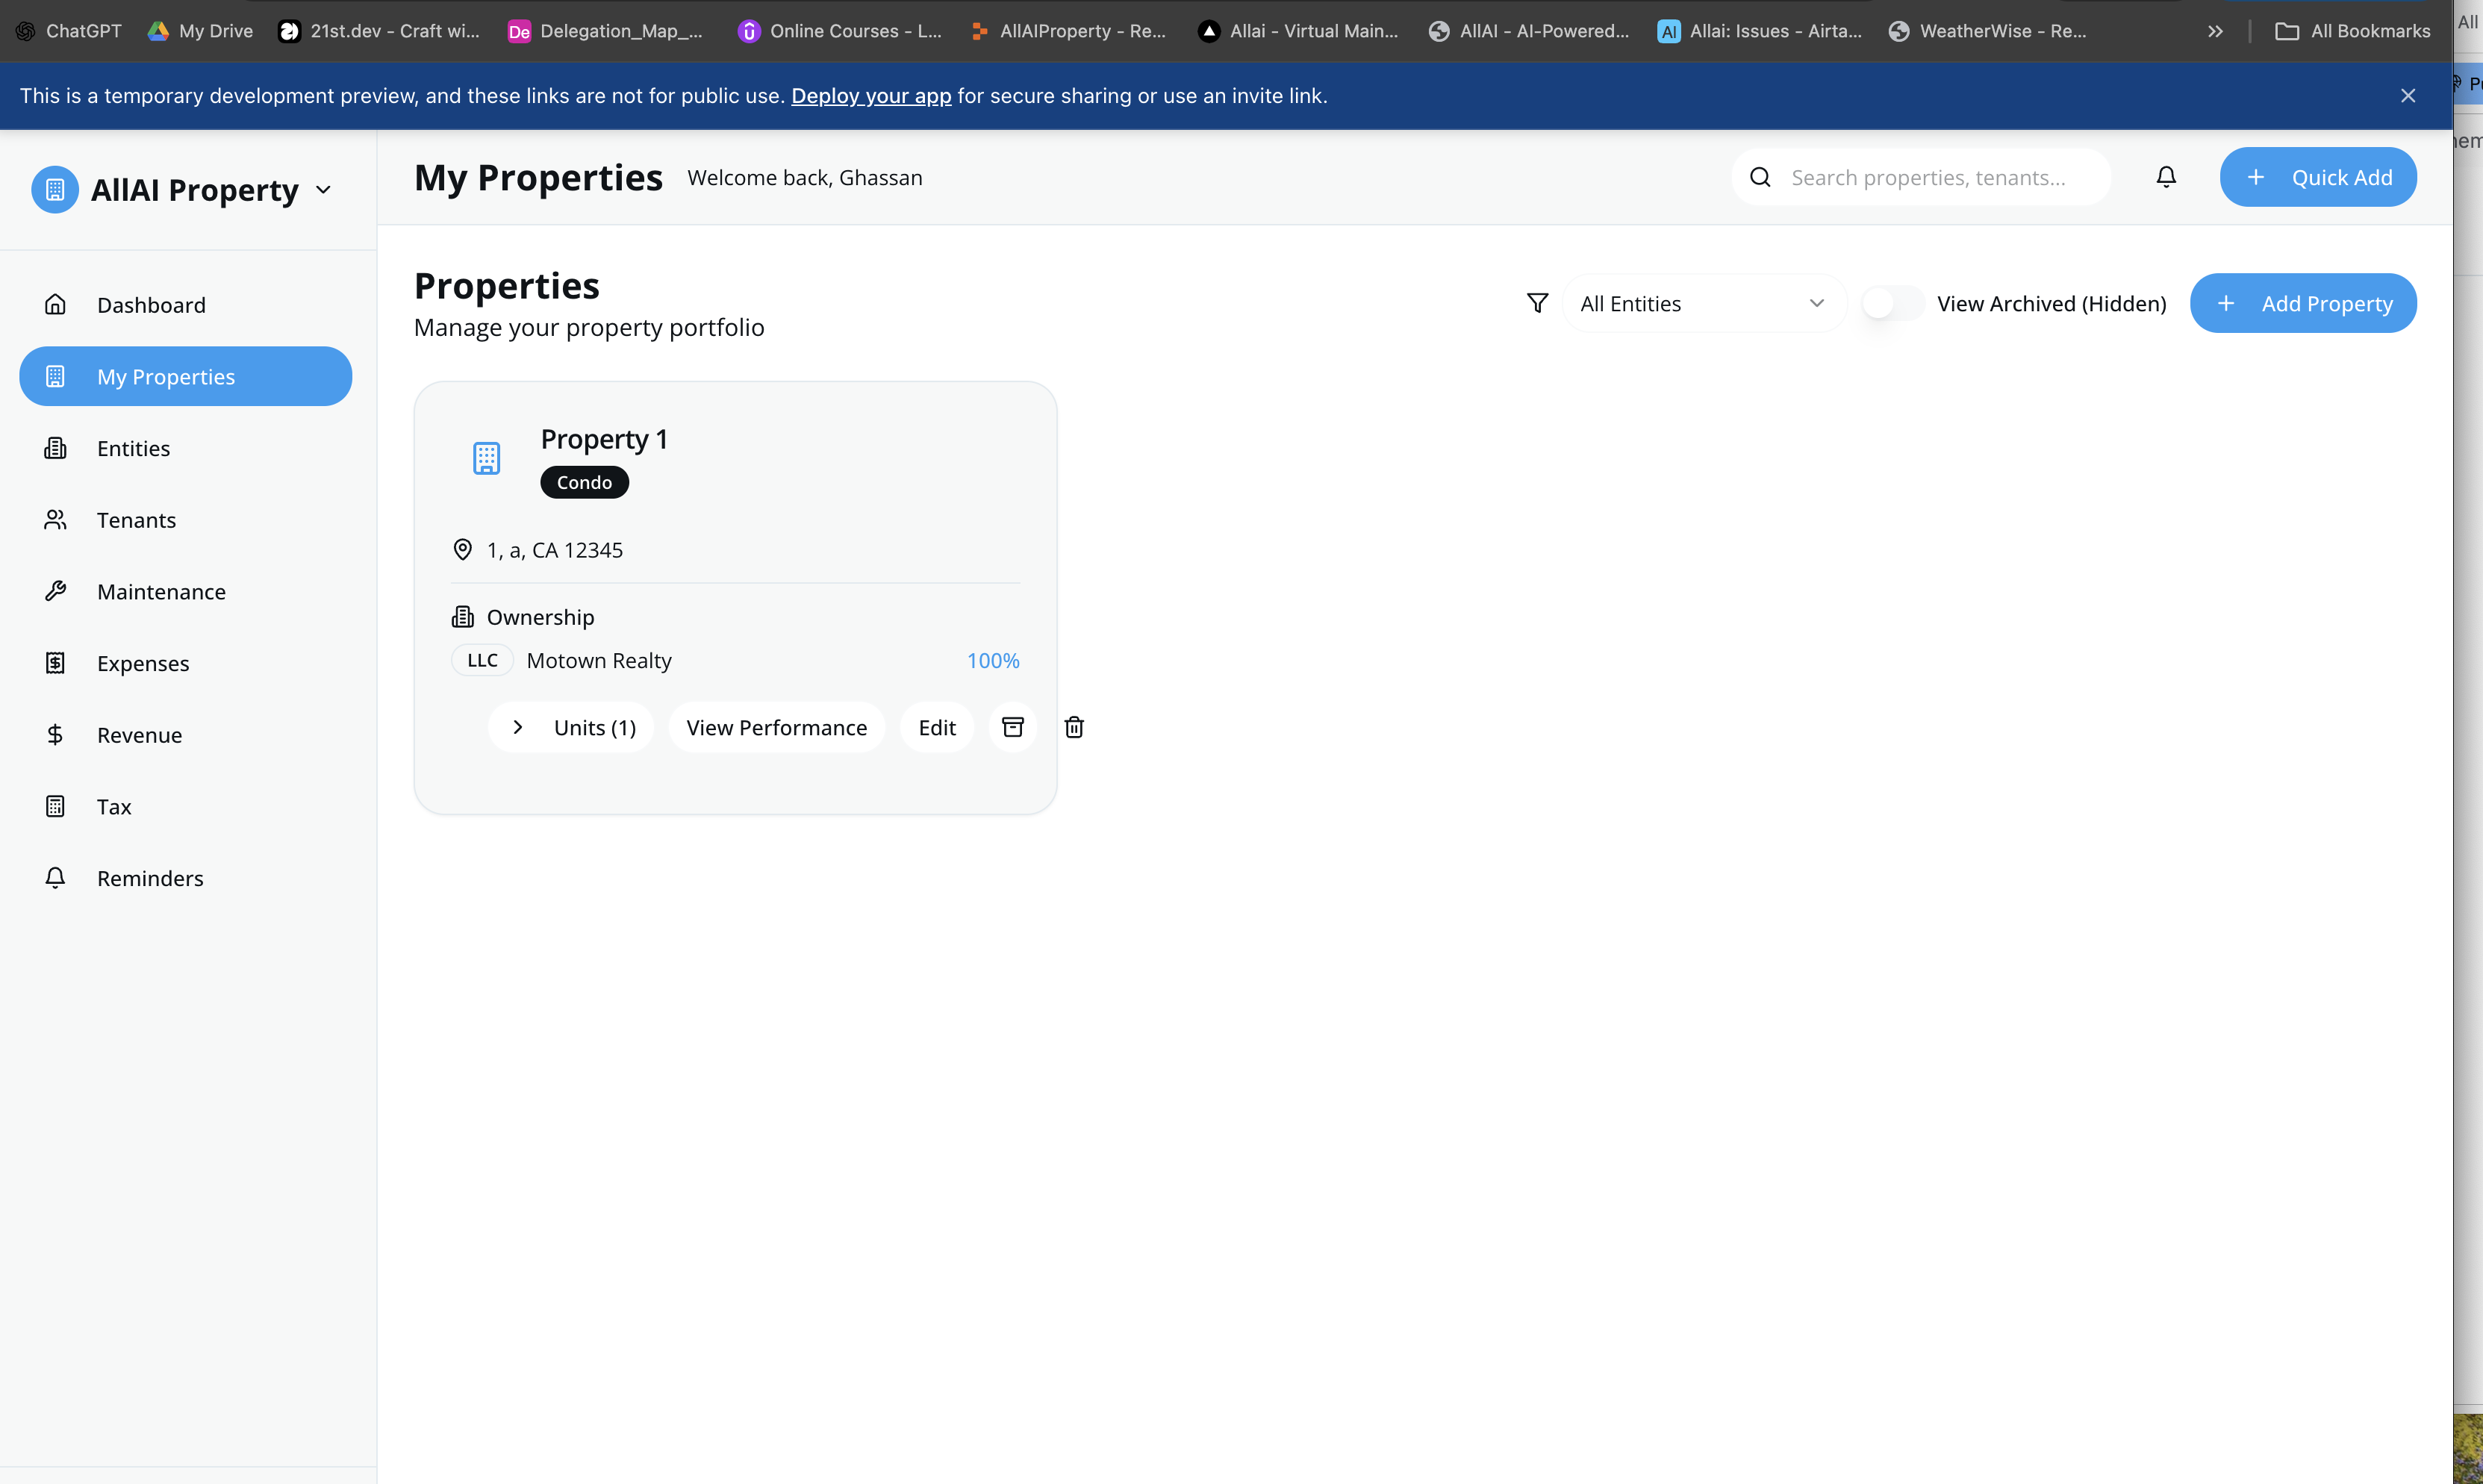 ChatGPT
My Drive
21st.dev - Craft wi...
De Delegation_Map_...
Online Courses - L...
AllAIProperty - Re...
Allai - Virtual Main...
AllAI - AI-Powered...
AI Allai: Issues - Airta...
WeatherWise - Re...
All Bookmarks
All
This is a temporary development preview, and these links are not for public use. Deploy your app for secure sharing or use an invite link.
AllAI Property
My Properties
Welcome back, Ghassan
Search properties, tenants...
Quick Add
Dashboard
My Properties
Entities
Tenants
Maintenance
Expenses
Revenue
Tax
Reminders
Properties
Manage your property portfolio
All Entities
View Archived (Hidden)
Add Property
Property 1
Condo
1, a, CA 12345
Ownership
LLC Motown Realty 100%
Units (1)
View Performance
Edit